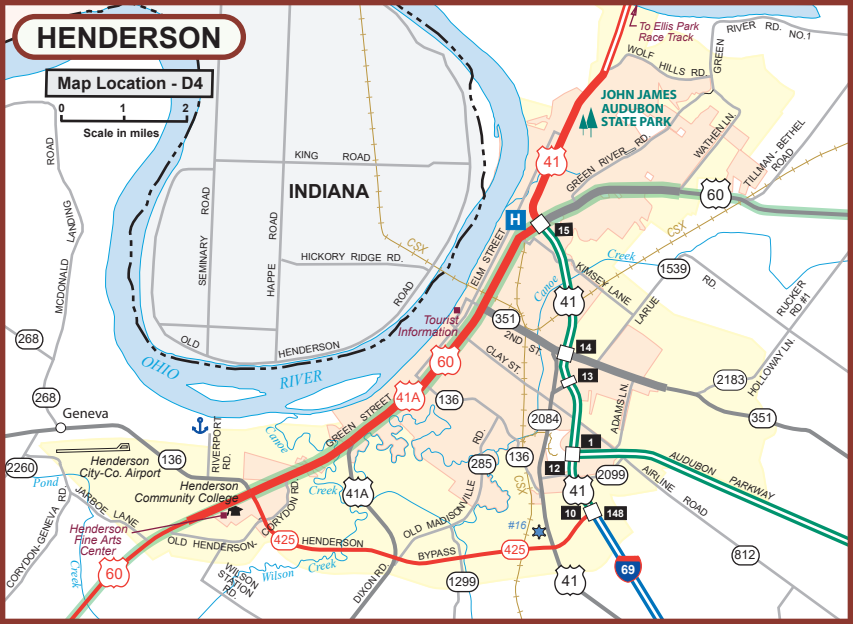 HENDERSON
Map Location - D4
0 1 2
Scale in miles
To Ellis Park
Race Track
RIVER RD. NO.1
WOLF HILLS RD.
GREEN
JOHN JAMES
AUDUBON
STATE PARK
41
GREEN RIVER RD.
WATHEN LN.
TILLMAN - BETHEL
ROAD
60
KING ROAD
INDIANA
ROAD
MCDONALD LANDING
SEMINARY ROAD
HAPPE ROAD
HICKORY RIDGE RD.
CSX
ROAD
OLD HENDERSON
H
15
ELM STREET
CSX
Creek
Canoe
KIMSEY LANE
1539
RD.
LARUE
RUCKER
RD #1
41
351
2ND ST.
14
13
CLAY ST.
Tourist
Information
60
268
268
OHIO RIVER
41A
136
GREEN STREET
2183
HOLLOWAY LN.
351
ADAMS LN.
2084
Geneva
RIVERPORT
RD.
Canoe
Creek
1
12
AUDUBON PARKWAY
2099
AIRLINE ROAD
Henderson
City-Co. Airport
136
2260
Pond
Creek
Henderson
Community College
CORYDON RD.
41A
RD.
285
136
CSX
OLD MADISONVILLE
41
10
148
JARBOE LANE
CORYDON-GENEVA RD
Henderson
Fine Arts
Center
OLD HENDERSON-
425
HENDERSON
BYPASS
425
#16
812
69
60
WILSON
STATION
RD.
Wilson Creek
DIXON RD.
1299
41